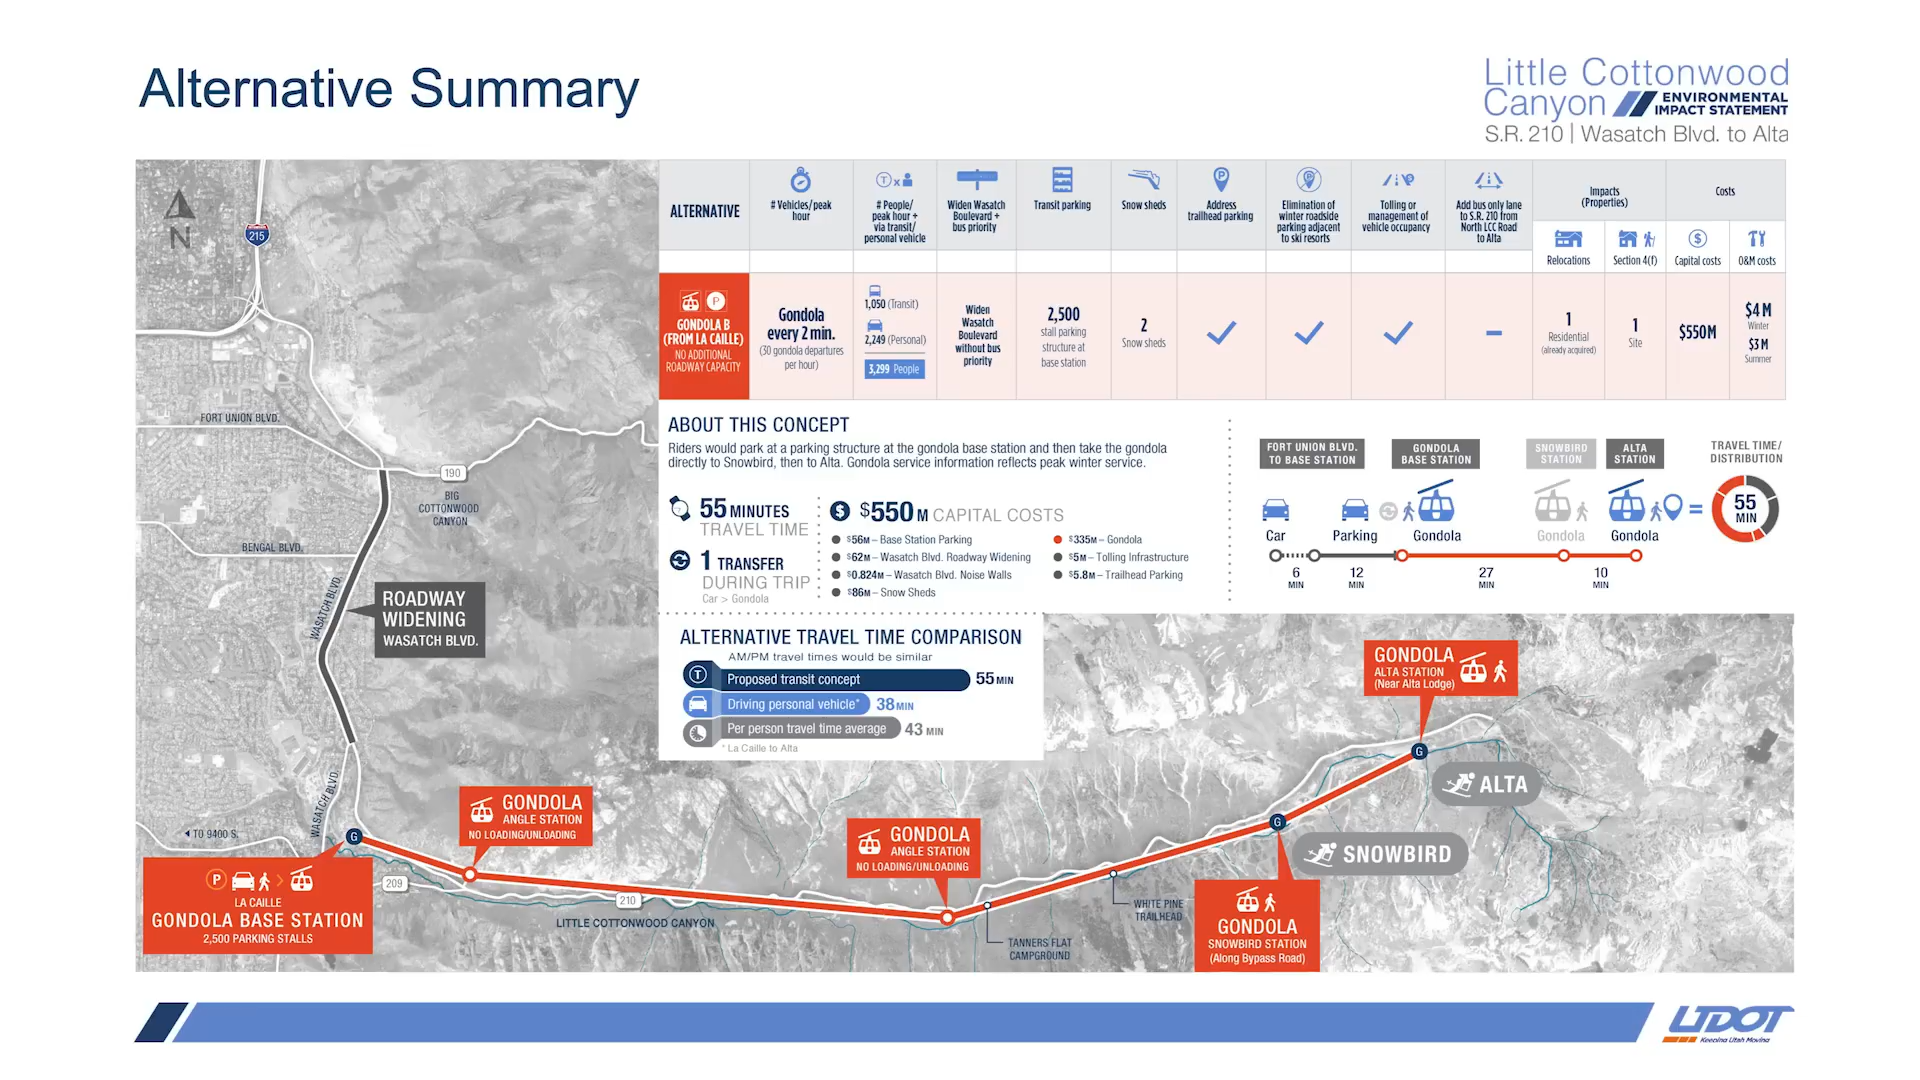 Alternative Summary
Little Cottonwood
Canyon ENVIRONMENTAL
IMPACT STATEMENT
S.R. 210 | Wasatch Blvd. to Alta
ALTERNATIVE
# Vehicles/peak
hour
T x
# People/
peak hour +
via transit/
personal vehicle
Widen Wasatch
Boulevard +
bus priority
Transit parking
Snow sheds
P
Address
trailhead parking
P
Elimination of
winter roadside
parking adjacent
to ski resorts
Tolling or
management of
vehicle occupancy
Add bus only lane
to S.R. 210 from
North LCC Road
to Alta
Impacts
(Properties)
Relocations
Section 4(f)
Costs
$
Capital costs
O&M costs
P
GONDOLA B
(FROM LA CAILLE)
NO ADDITIONAL
ROADWAY CAPACITY
Gondola
every 2 min.
(30 gondola departures
per hour)
1,050 (Transit)
2,249 (Personal)
3,299 People
Widen
Wasatch
Boulevard
without bus
priority
2,500
stall parking
structure at
base station
2
Snow sheds
–
1
Residential
(already acquired)
1
Site
$550M
$4 M
Winter
$3 M
Summer
ABOUT THIS CONCEPT
Riders would park at a parking structure at the gondola base station and then take the gondola
directly to Snowbird, then to Alta. Gondola service information reflects peak winter service.
55 MINUTES
TRAVEL TIME
1 TRANSFER
DURING TRIP
Car > Gondola
$ $550 M CAPITAL COSTS
$56M – Base Station Parking
$62M – Wasatch Blvd. Roadway Widening
$0.824M – Wasatch Blvd. Noise Walls
$86M – Snow Sheds
$335M – Gondola
$5M – Tolling Infrastructure
$5.8M – Trailhead Parking
FORT UNION BLVD.
TO BASE STATION
GONDOLA
BASE STATION
SNOWBIRD
STATION
ALTA
STATION
TRAVEL TIME/
DISTRIBUTION
=
55
MIN
Car
Parking
Gondola
Gondola
Gondola
6
MIN
12
MIN
27
MIN
10
MIN
ALTERNATIVE TRAVEL TIME COMPARISON
AM/PM travel times would be similar
T Proposed transit concept 55 MIN
Driving personal vehicle* 38 MIN
Per person travel time average 43 MIN
* La Caille to Alta
N
215
FORT UNION BLVD.
190
BIG
COTTONWOOD
CANYON
BENGAL BLVD.
WASATCH BLVD.
ROADWAY
WIDENING
WASATCH BLVD.
WASATCH BLVD.
TO 9400 S.
G
P >
LA CAILLE
GONDOLA BASE STATION
2,500 PARKING STALLS
209
GONDOLA
ANGLE STATION
NO LOADING/UNLOADING
210
LITTLE COTTONWOOD CANYON
GONDOLA
ANGLE STATION
NO LOADING/UNLOADING
TANNERS FLAT
CAMPGROUND
WHITE PINE
TRAILHEAD
G
GONDOLA
SNOWBIRD STATION
(Along Bypass Road)
SNOWBIRD
GONDOLA
ALTA STATION
(Near Alta Lodge)
G
ALTA
UDOT
Keeping Utah Moving